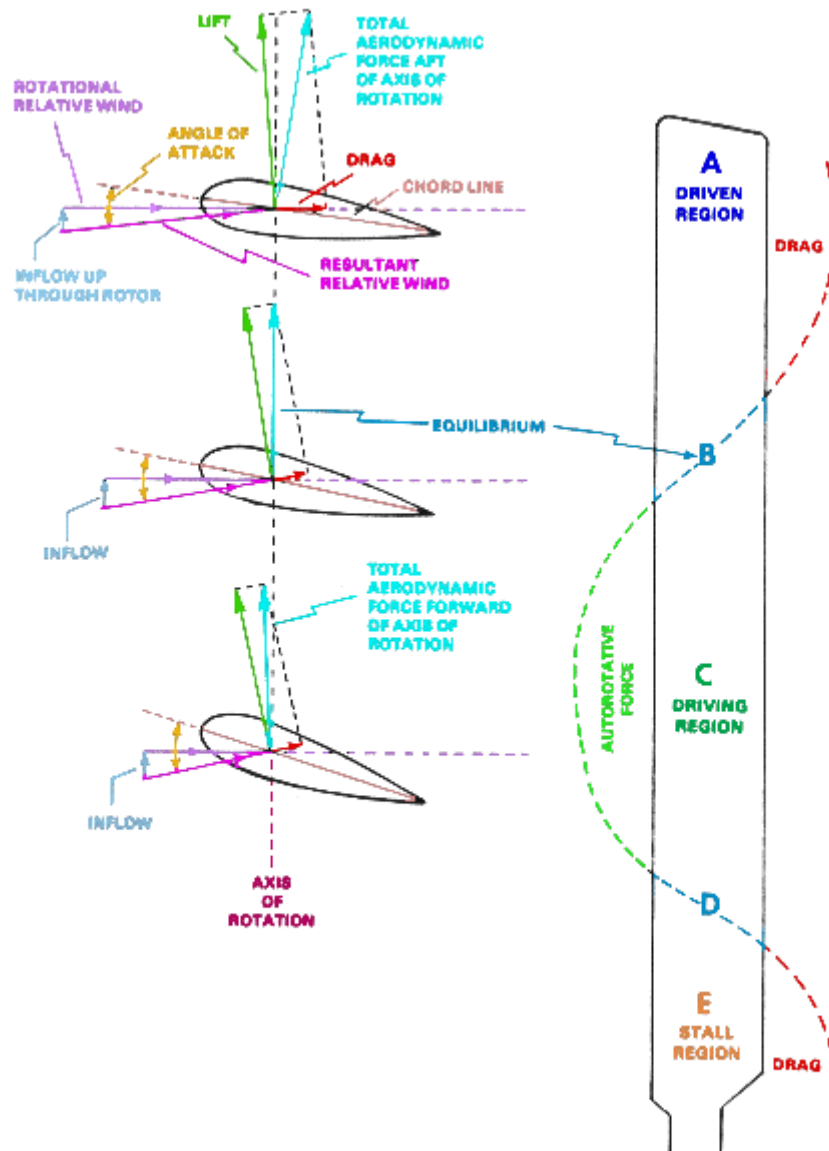 LIFT
TOTAL
AERODYNAMIC
FORCE AFT
OF AXIS OF
ROTATION
ROTATIONAL
RELATIVE WIND
ANGLE OF
ATTACK
DRAG
CHORD LINE
INFLOW UP
THROUGH ROTOR
RESULTANT
RELATIVE WIND
EQUILIBRIUM
INFLOW
TOTAL
AERODYNAMIC
FORCE FORWARD
OF AXIS OF
ROTATION
INFLOW
AXIS
OF
ROTATION
A
DRIVEN
REGION
DRAG
B
AUTOROTATIVE
FORCE
C
DRIVING
REGION
D
E
STALL
REGION
DRAG